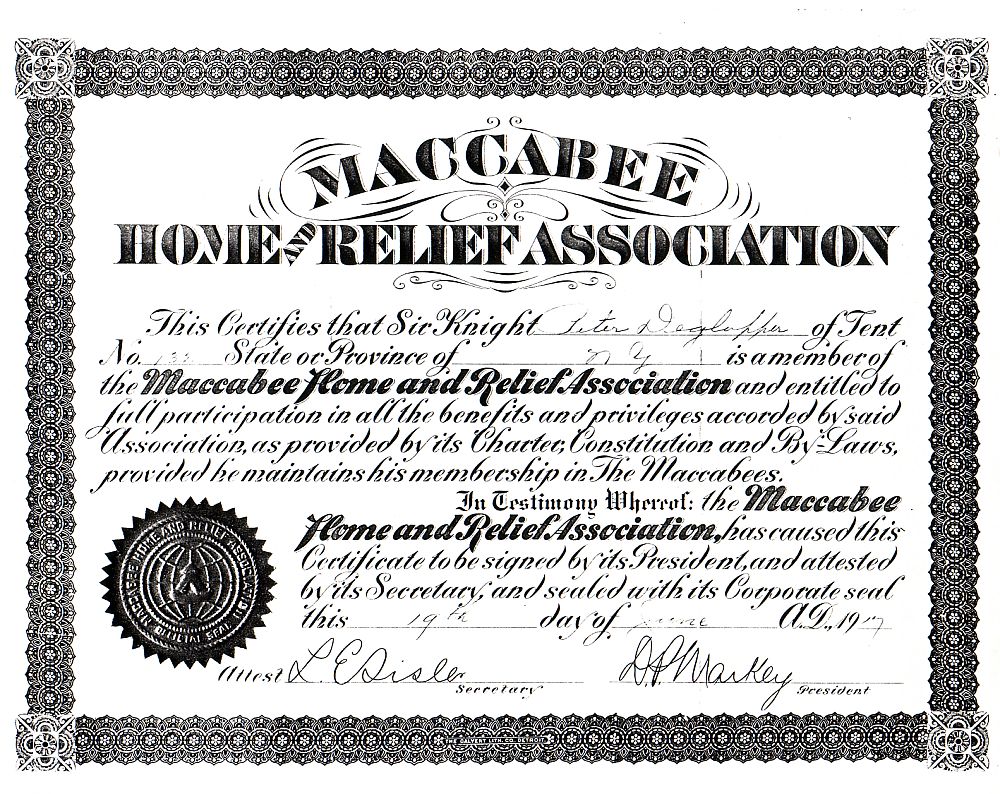 MACCABEE
HOME AND RELIEF ASSOCIATION
This Certifies that Sir Knight Peter DeGlopper of Tent
No. State or Province of N Y is a member of
the Maccabee Home and Relief Association and entitled to
full participation in all the benefits and privileges accorded by said
Association, as provided by its Charter, Constitution and By-Laws,
provided he maintains his membership in The Maccabees.
In Testimony Whereof: the Maccabee
Home and Relief Association, has caused this
Certificate to be signed by its President, and attested
by its Secretary, and sealed with its Corporate seal
this 19th day of June A.D., 1917
MACCABEE HOME AND RELIEF ASSOCIATION
Attest L. E. Sisler
Secretary
D. P. Markey
President